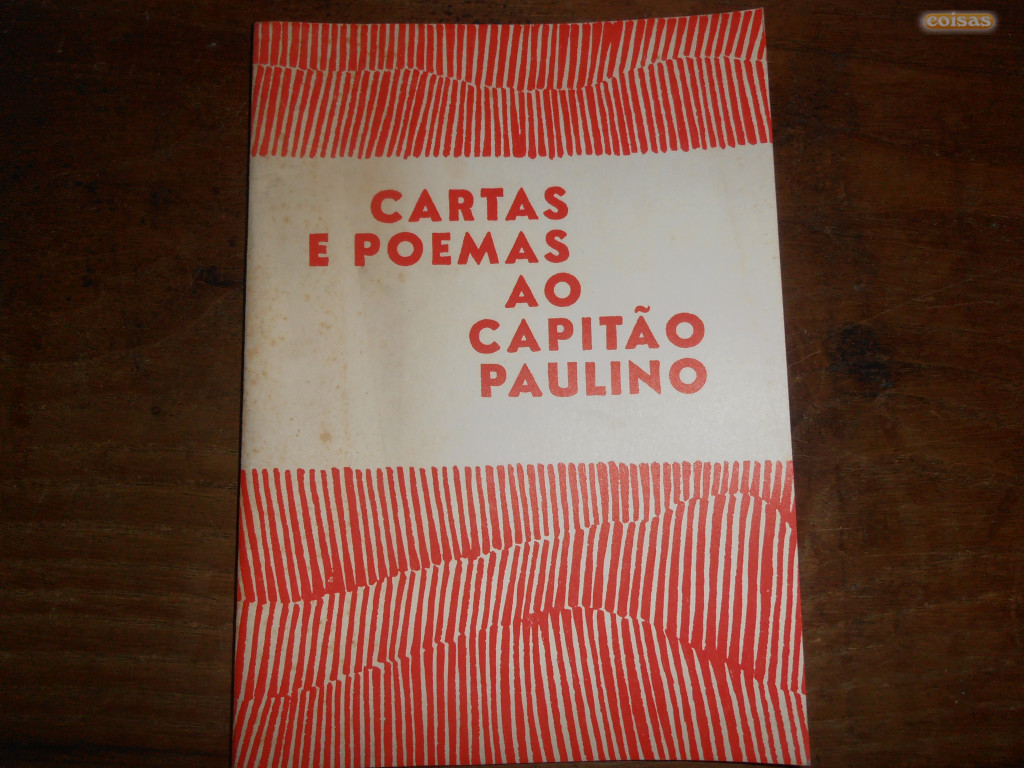 coisas
CARTAS
E POEMAS
AO
CAPITÃO
PAULINO